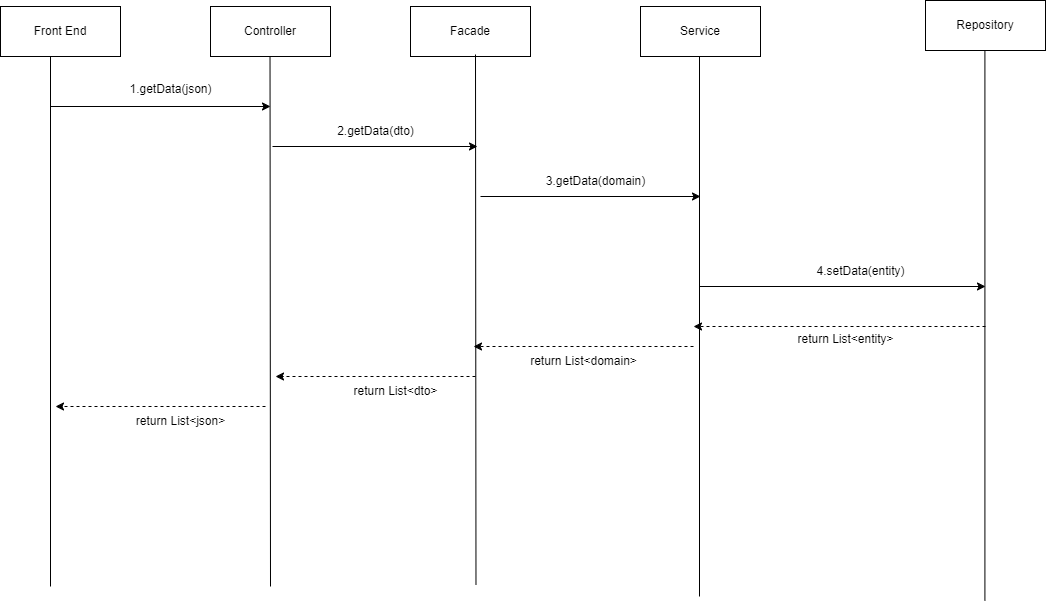 Front End
Controller
Facade
Service
Repository
1.getData(json)
2.getData(dto)
3.getData(domain)
4.setData(entity)
return List<entity>
return List<domain>
return List<dto>
return List<json>